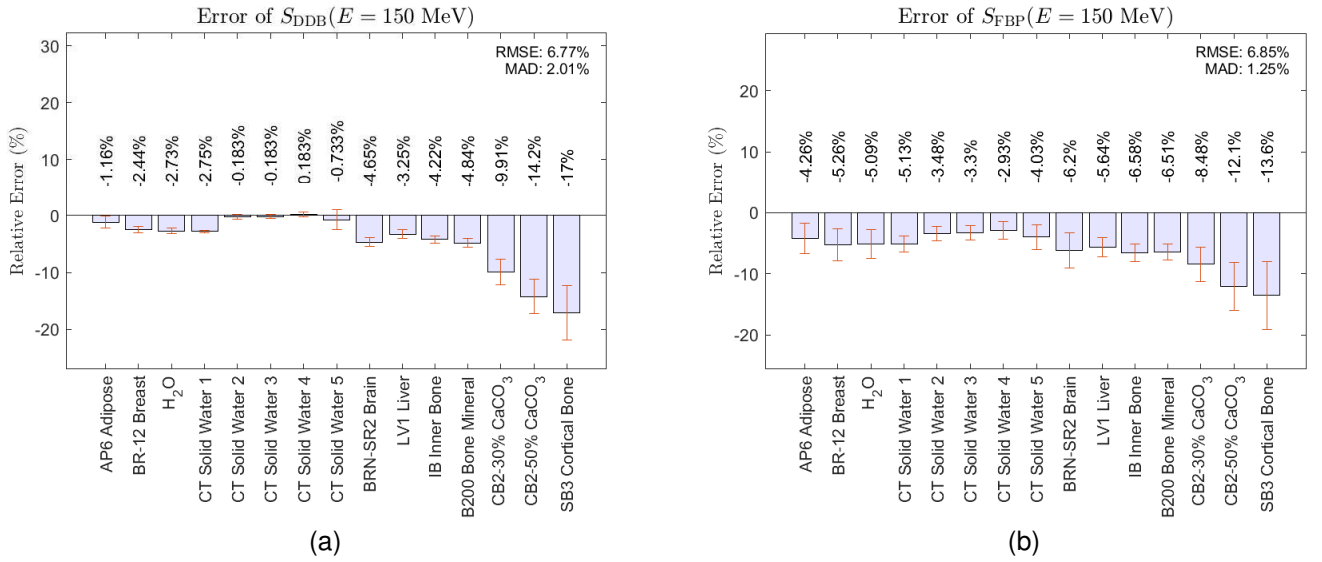 Error of S_DDB(E = 150 MeV)
RMSE: 6.77%
MAD: 2.01%
Relative Error (%)
30
20
10
0
-10
-20
-1.16%
-2.44%
-2.73%
-2.75%
-0.183%
-0.183%
0.183%
-0.733%
-4.65%
-3.25%
-4.22%
-4.84%
-9.91%
-14.2%
-17%
AP6 Adipose
BR-12 Breast
H₂O
CT Solid Water 1
CT Solid Water 2
CT Solid Water 3
CT Solid Water 4
CT Solid Water 5
BRN-SR2 Brain
LV1 Liver
IB Inner Bone
B200 Bone Mineral
CB2-30% CaCO₃
CB2-50% CaCO₃
SB3 Cortical Bone
(a)
Error of S_FBP(E = 150 MeV)
RMSE: 6.85%
MAD: 1.25%
Relative Error (%)
20
10
0
-10
-20
-4.26%
-5.26%
-5.09%
-5.13%
-3.48%
-3.3%
-2.93%
-4.03%
-6.2%
-5.64%
-6.58%
-6.51%
-8.48%
-12.1%
-13.6%
AP6 Adipose
BR-12 Breast
H₂O
CT Solid Water 1
CT Solid Water 2
CT Solid Water 3
CT Solid Water 4
CT Solid Water 5
BRN-SR2 Brain
LV1 Liver
IB Inner Bone
B200 Bone Mineral
CB2-30% CaCO₃
CB2-50% CaCO₃
SB3 Cortical Bone
(b)